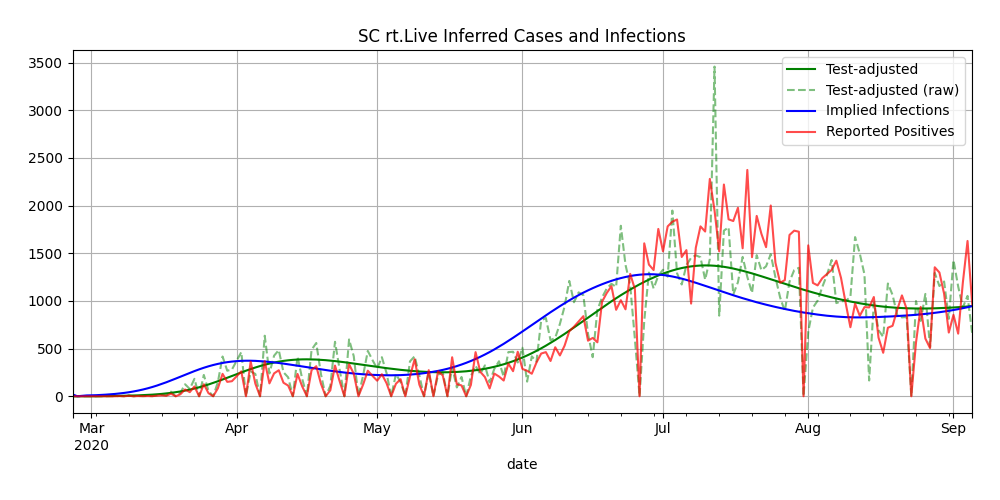 SC rt.Live Inferred Cases and Infections
3500
3000
2500
2000
1500
1000
500
0
Test-adjusted
Test-adjusted (raw)
Implied Infections
Reported Positives
Mar Apr May Jun Jul Aug Sep
2020
date